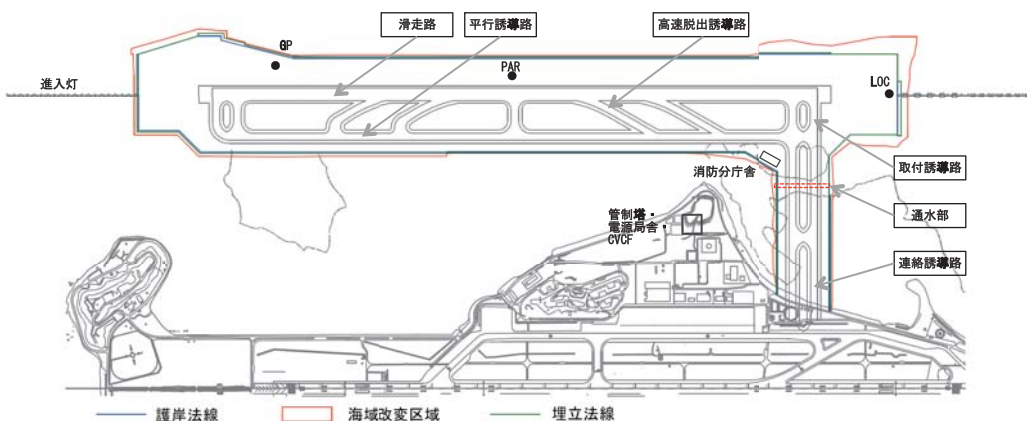 滑走路
平行誘導路
高速脱出誘導路
GP
PAR
LOC
進入灯
取付誘導路
消防分庁舎
通水部
管制塔
電源局舎
CVCF
連絡誘導路
護岸法線
海域改変区域
埋立法線